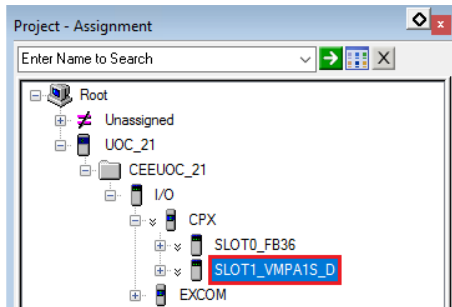 Project - Assignment
x
Enter Name to Search
X
Root
Unassigned
UOC_21
CEEUOC_21
I/O
CPX
SLOT0_FB36
SLOT1_VMPA1S_D
EXCOM